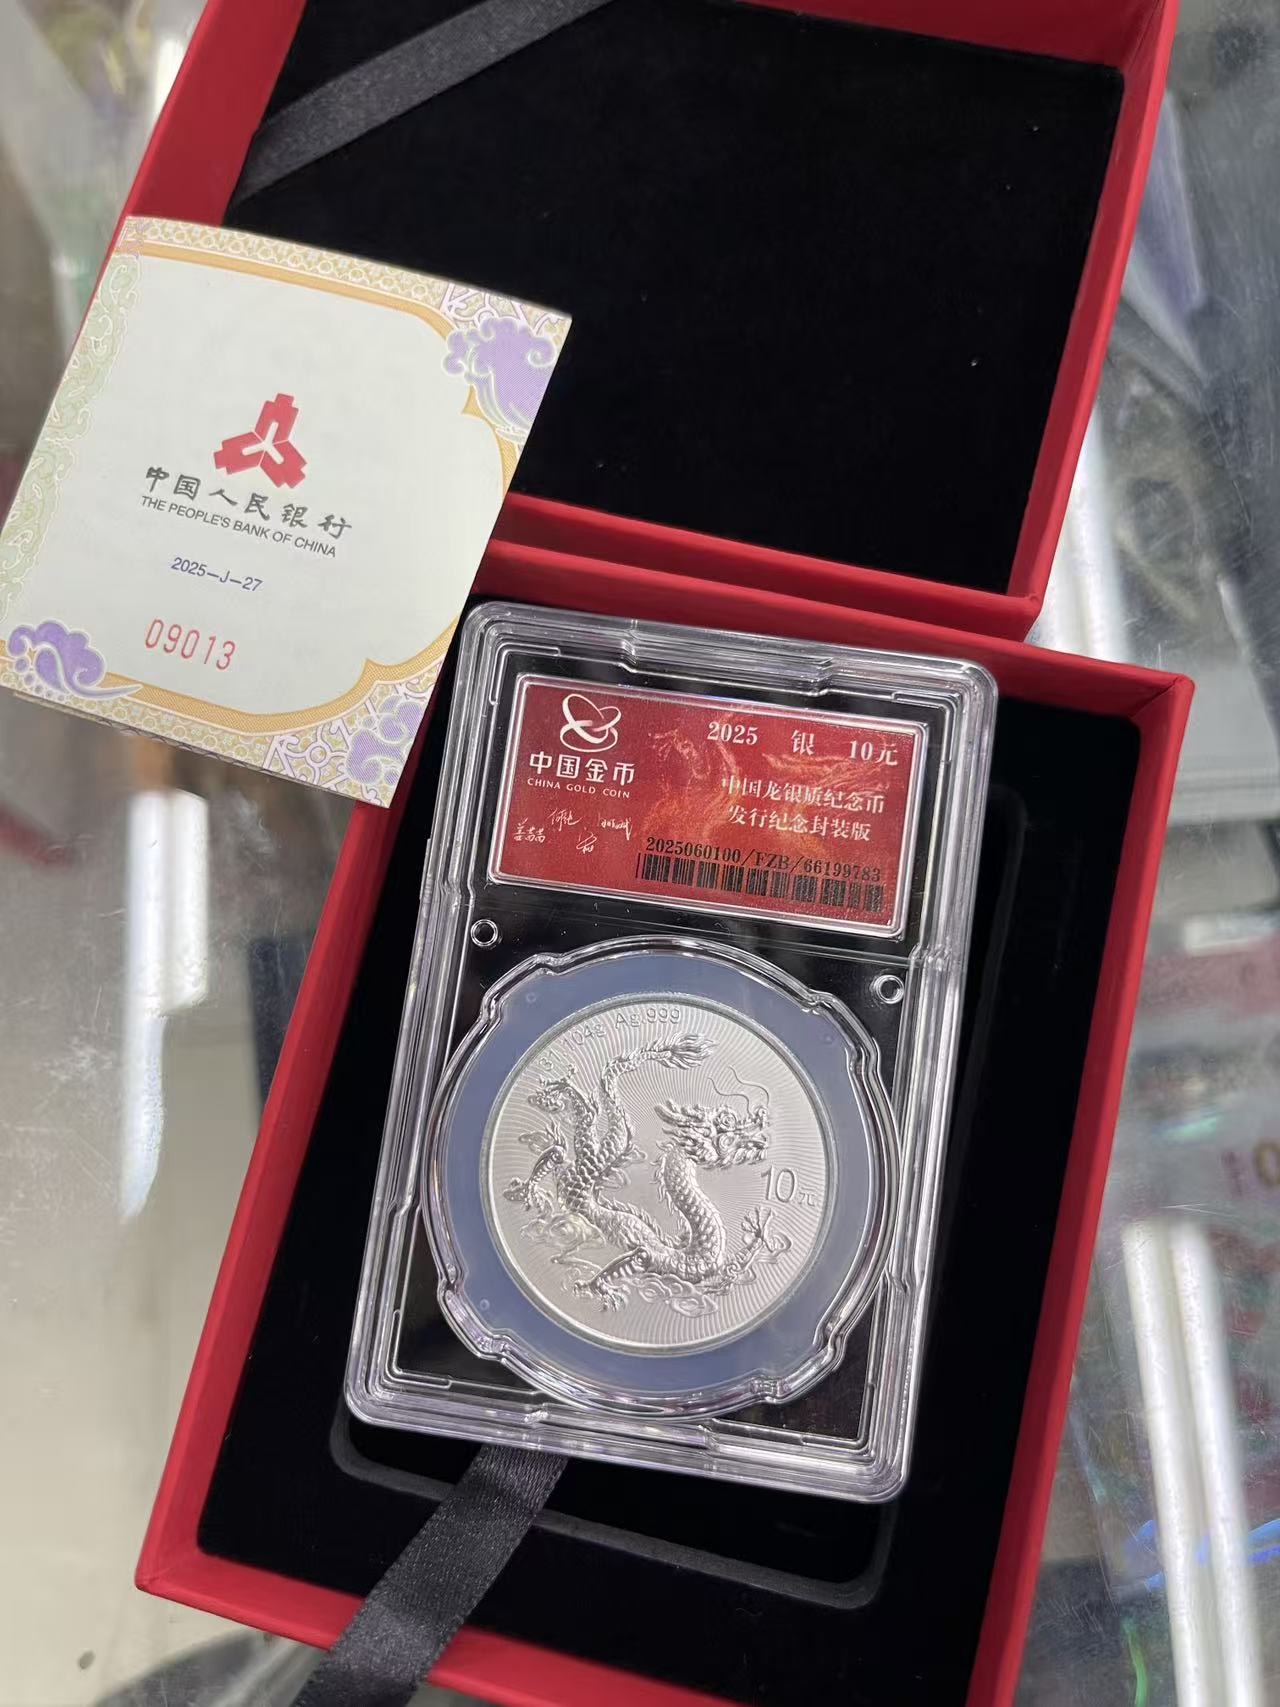 中国人民银行
THE PEOPLE'S BANK OF CHINA
2025-J-27
09013
中国金币
CHINA GOLD COIN
2025 银 10元
中国龙银质纪念币
发行纪念封装版
2025060100/FZB/66199783
31.104g Ag.999
10元